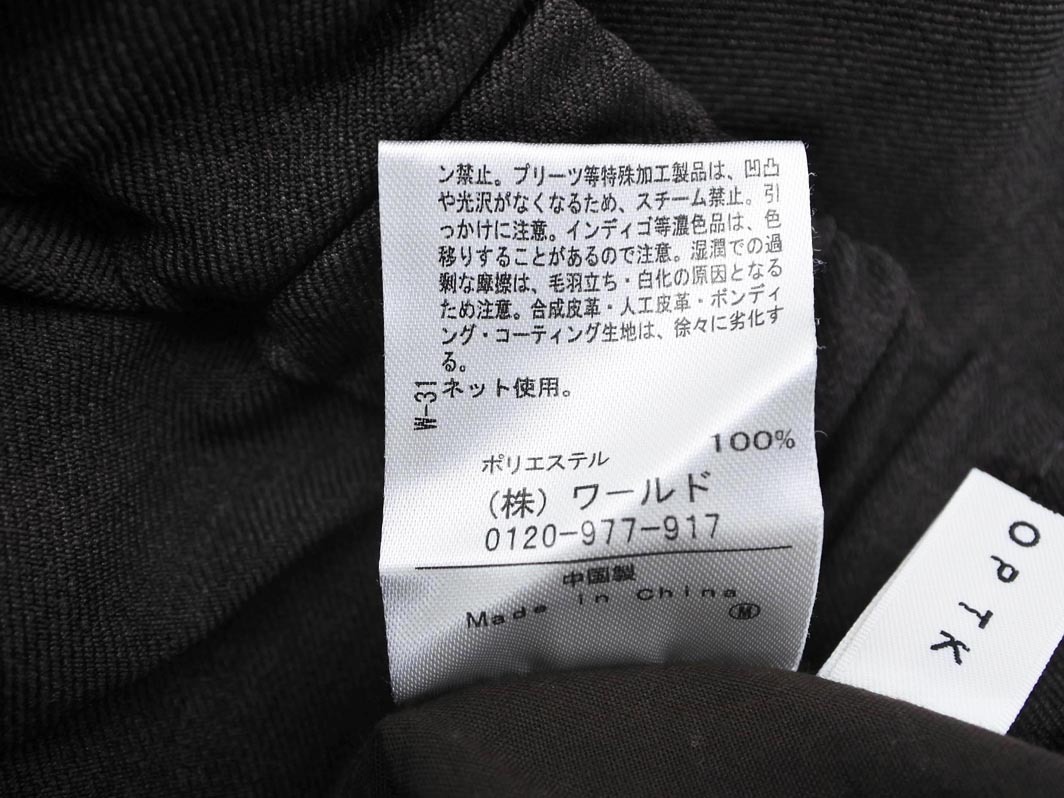 ン禁止。プリーツ等特殊加工製品は、凹凸
や光沢がなくなるため、スチーム禁止。引
っかけに注意。インディゴ等濃色品は、色
移りすることがあるので注意。湿潤での過
剰な摩擦は、毛羽立ち・白化の原因となる
ため注意。合成皮革・人工皮革・ボンディ
ング・コーティング生地は、徐々に劣化す
る。
ネット使用。
W-31
ポリエステル 100%
(株) ワールド
0120-977-917
中国製
Made in China
M
OPTK